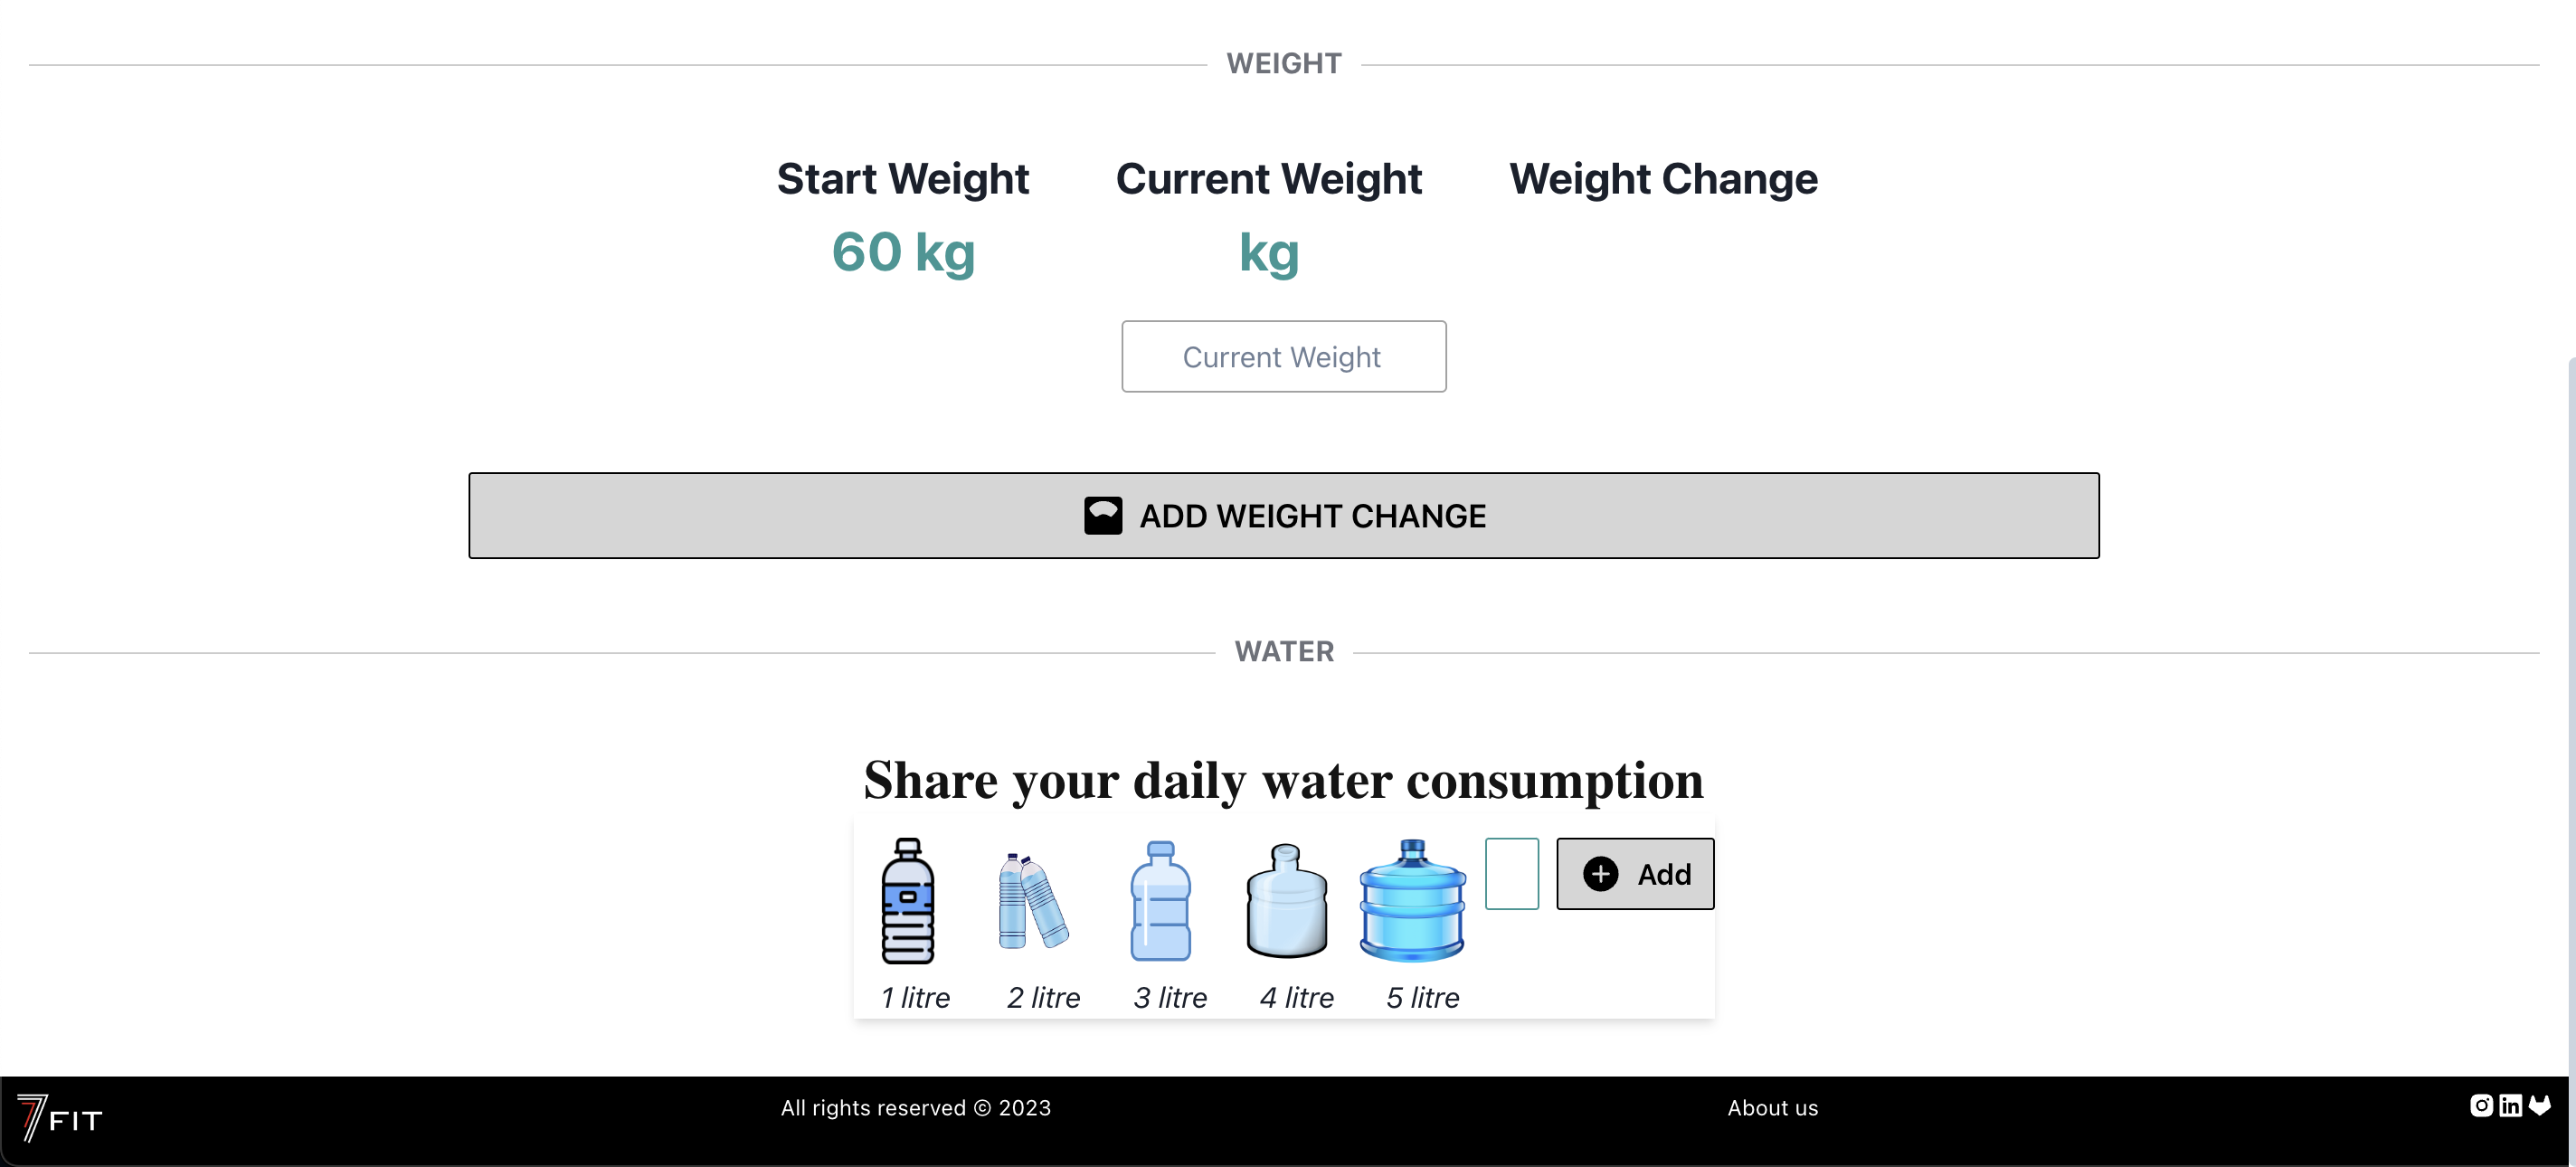 WEIGHT
Start Weight
Current Weight
Weight Change
60 kg
kg
Current Weight
ADD WEIGHT CHANGE
WATER
Share your daily water consumption
Add
1 litre
2 litre
3 litre
4 litre
5 litre
7FIT
All rights reserved © 2023
About us
in